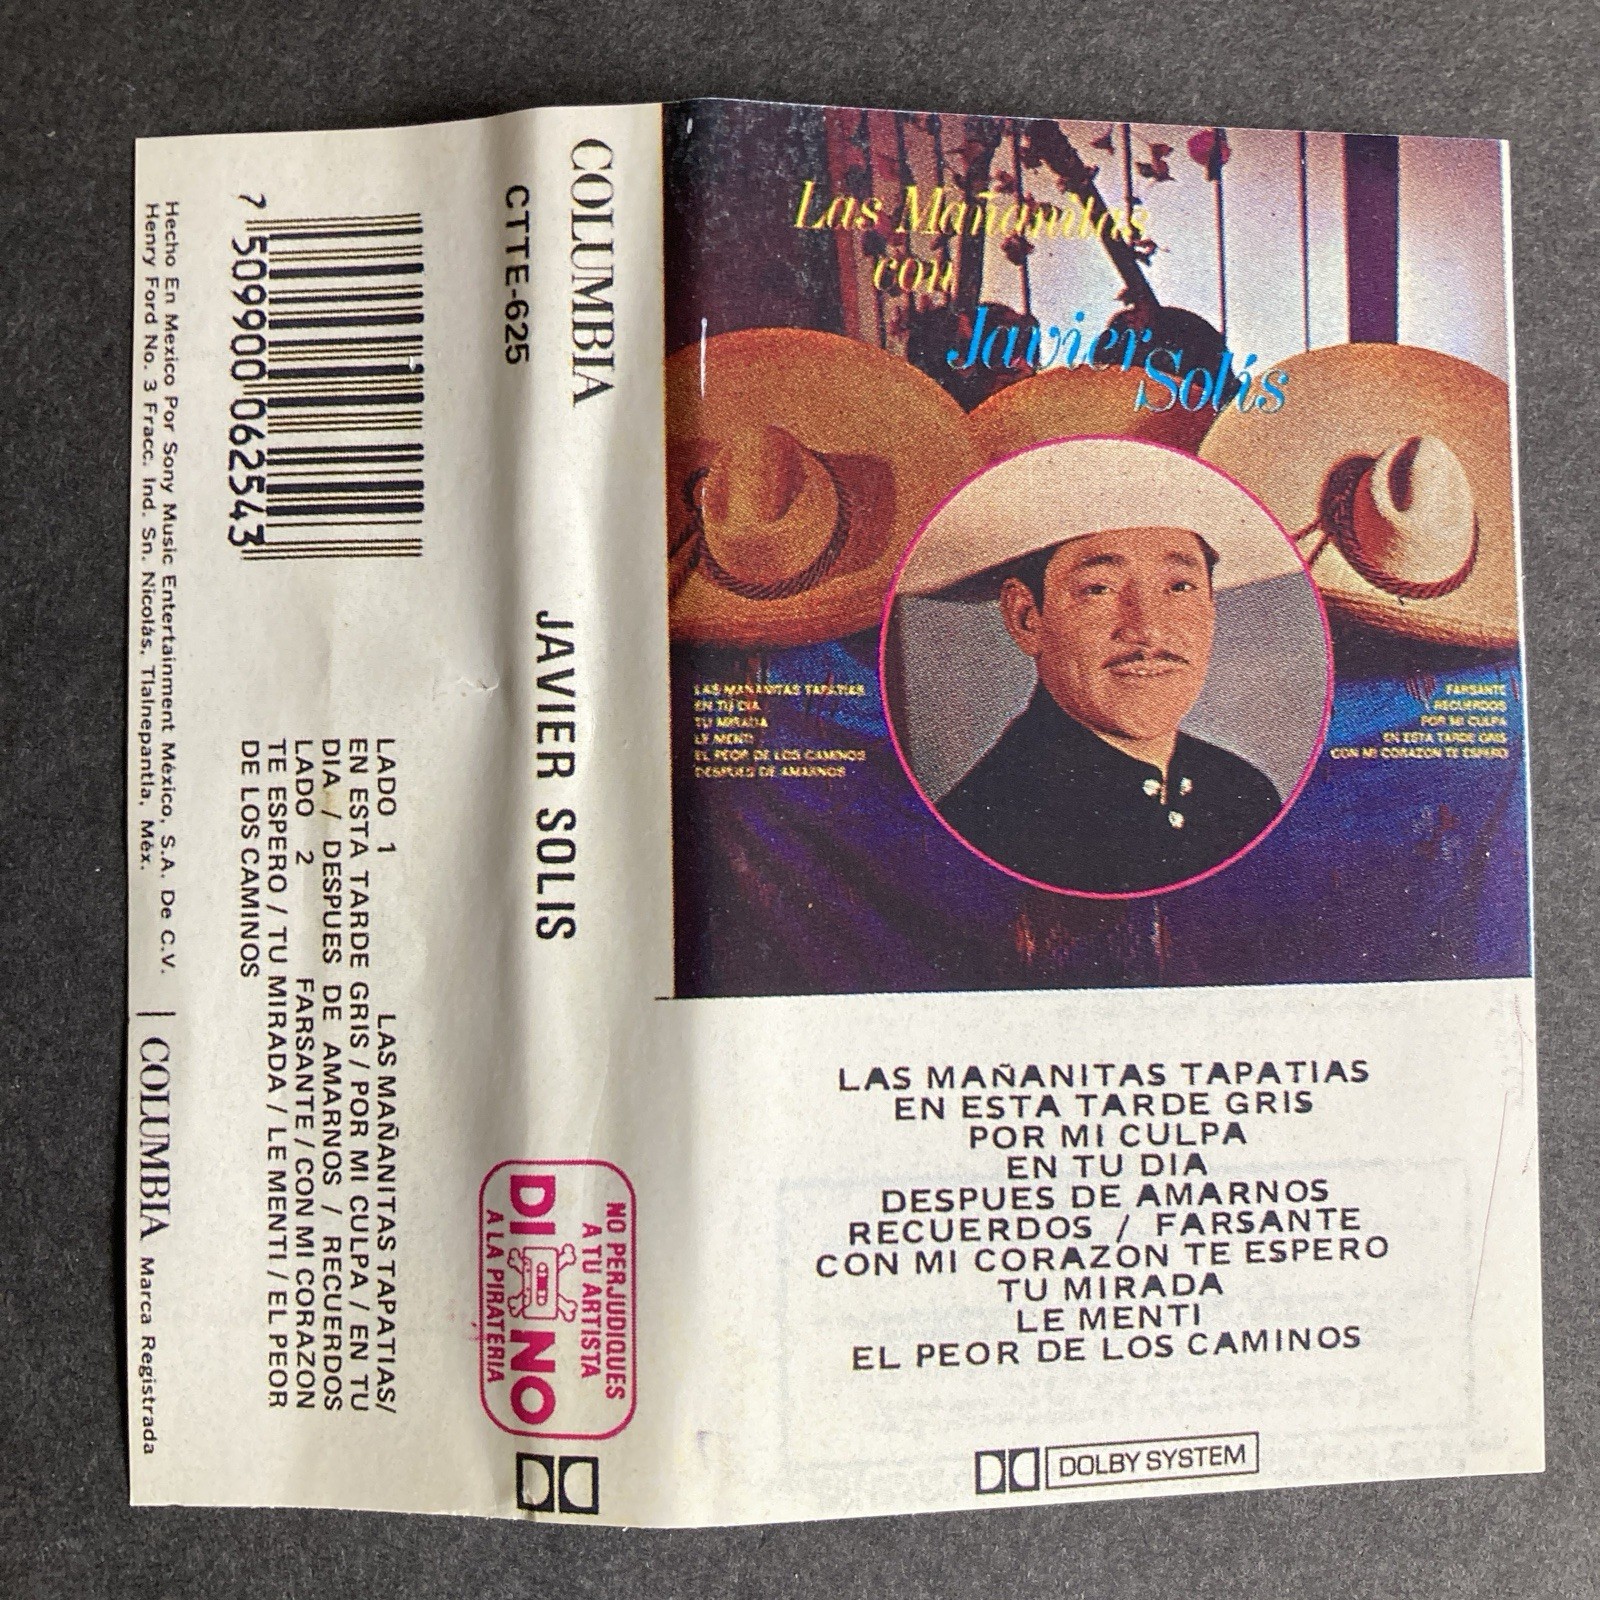 Las Mañanitas
con
Javier
Solís
LAS MAÑANITAS TAPATIAS
EN TU DIA
TU MIRADA
LE MENTI
EL PEOR DE LOS CAMINOS
DESPUES DE AMARNOS
FARSANTE
RECUERDOS
POR MI CULPA
EN ESTA TARDE GRIS
CON MI CORAZON TE ESPERO
LAS MAÑANITAS TAPATIAS
EN ESTA TARDE GRIS
POR MI CULPA
EN TU DIA
DESPUES DE AMARNOS
RECUERDOS / FARSANTE
CON MI CORAZON TE ESPERO
TU MIRADA
LE MENTI
EL PEOR DE LOS CAMINOS
DOLBY SYSTEM
COLUMBIA
CTTE-625
JAVIER SOLIS
NO PERJUDIQUES
A TU ARTISTA
DI NO
A LA PIRATERIA
7 509900 062543
LADO 1 LAS MAÑANITAS TAPATIAS/
EN ESTA TARDE GRIS / POR MI CULPA / EN TU
DIA / DESPUES DE AMARNOS / RECUERDOS
LADO 2 FARSANTE / CON MI CORAZON
TE ESPERO / TU MIRADA / LE MENTI / EL PEOR
DE LOS CAMINOS
Hecho En Mexico Por Sony Music Entertainment México, S.A. De C.V.
Henry Ford No. 3 Fracc. Ind. Sn. Nicolás, Tlalnepantla, Méx.
COLUMBIA Marca Registrada